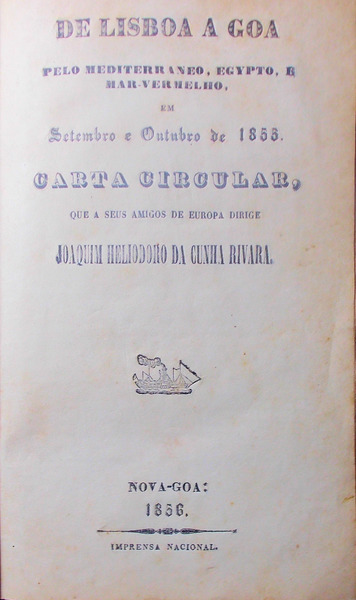 DE LISBOA A GOA
PELO MEDITERRANEO, EGYPTO, E
MAR-VERMELHO,
EM
Setembro e Outubro de 1855.
CARTA CIRCULAR,
QUE A SEUS AMIGOS DE EUROPA DIRIGE
JOAQUIM HELIODORO DA CUNHA RIVARA.
NOVA-GOA:
1856.
IMPRENSA NACIONAL.